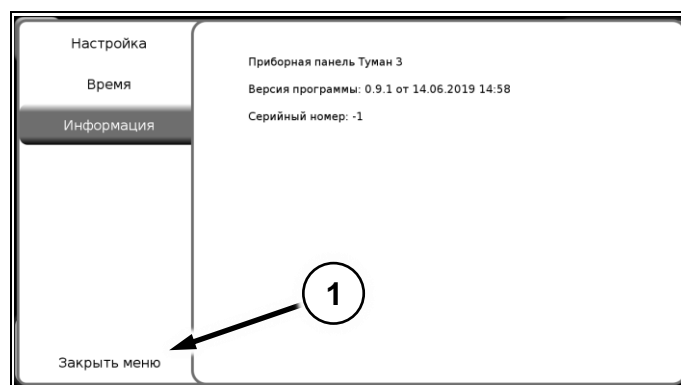 Настройка
Время
Информация
Закрыть меню
Приборная панель Туман 3
Версия программы: 0.9.1 от 14.06.2019 14:58
Серийный номер: -1
1